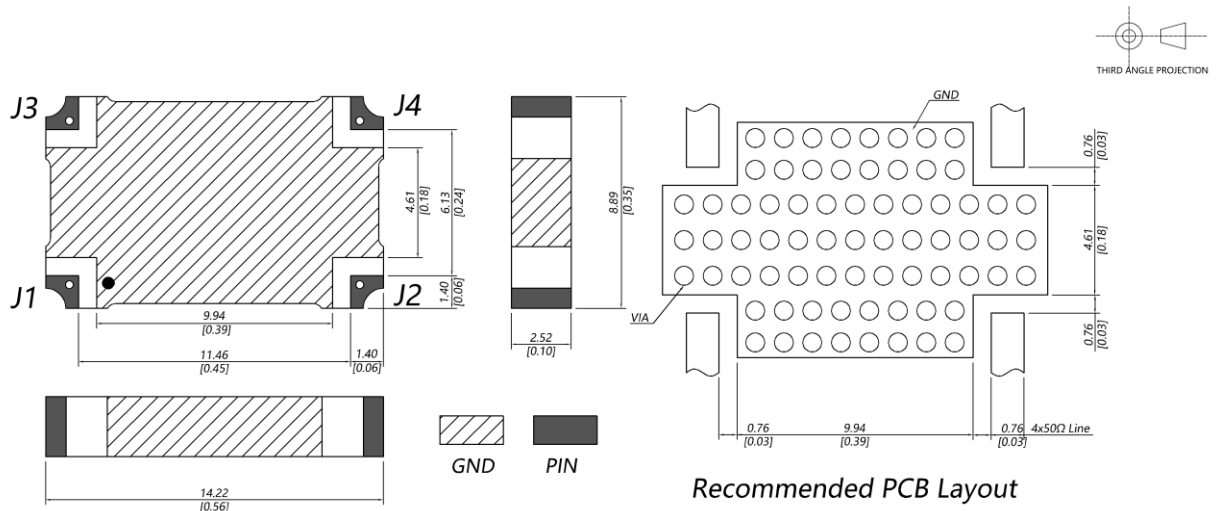 THIRD ANGLE PROJECTION
J3
J4
GND
4.61
[0.18]
6.13
[0.24]
8.89
[0.35]
0.76
[0.03]
4.61
[0.18]
0.76
[0.03]
J1
J2
1.40
[0.06]
VIA
9.94
[0.39]
11.46
[0.45]
1.40
[0.06]
2.52
[0.10]
0.76
[0.03]
9.94
[0.39]
0.76
[0.03]
4x50Ω Line
GND
PIN
14.22
[0.56]
Recommended PCB Layout